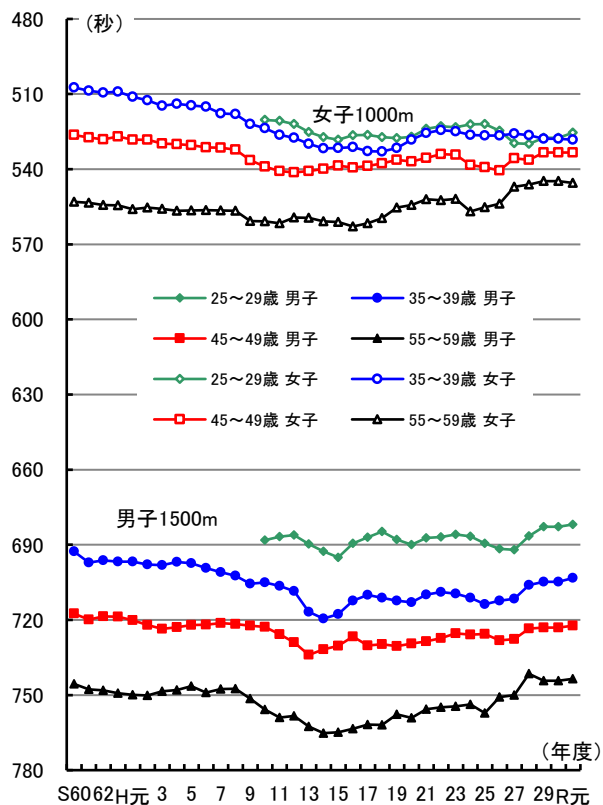 480
(秒)
510
女子1000m
540
570
25～29歳 男子
35～39歳 男子
600
45～49歳 男子
55～59歳 男子
25～29歳 女子
35～39歳 女子
630
45～49歳 女子
55～59歳 女子
660
男子1500m
690
720
750
(年度)
780
S60 62 H元 3 5 7 9 11 13 15 17 19 21 23 25 27 29 R元